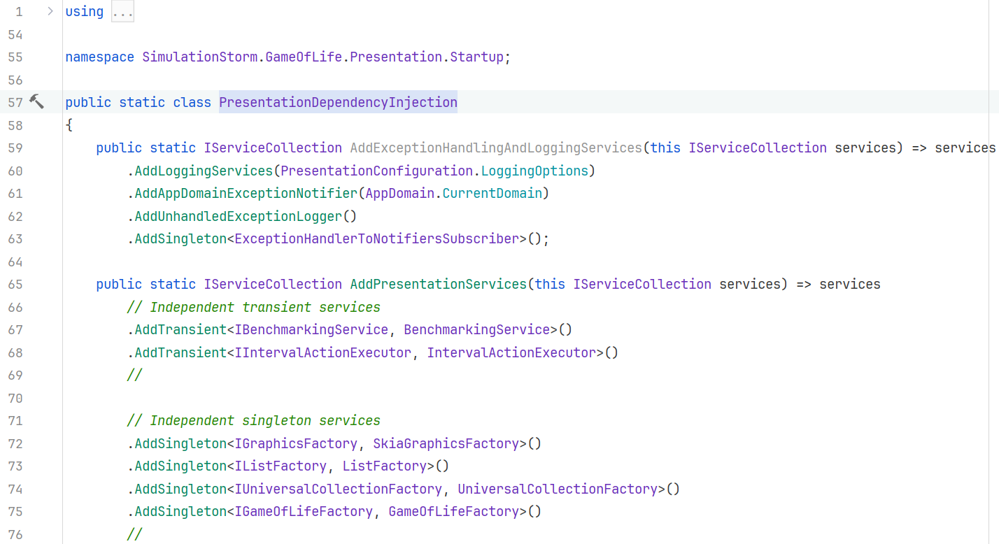 1 using ...
54
55 namespace SimulationStorm.GameOfLife.Presentation.Startup;
56
57 public static class PresentationDependencyInjection
58 {
59 public static IServiceCollection AddExceptionHandlingAndLoggingServices(this IServiceCollection services) => services
60 .AddLoggingServices(PresentationConfiguration.LoggingOptions)
61 .AddAppDomainExceptionNotifier(AppDomain.CurrentDomain)
62 .AddUnhandledExceptionLogger()
63 .AddSingleton<ExceptionHandlerToNotifiersSubscriber>();
64
65 public static IServiceCollection AddPresentationServices(this IServiceCollection services) => services
66 // Independent transient services
67 .AddTransient<IBenchmarkingService, BenchmarkingService>()
68 .AddTransient<IIntervalActionExecutor, IntervalActionExecutor>()
69 //
70
71 // Independent singleton services
72 .AddSingleton<IGraphicsFactory, SkiaGraphicsFactory>()
73 .AddSingleton<IListFactory, ListFactory>()
74 .AddSingleton<IUniversalCollectionFactory, UniversalCollectionFactory>()
75 .AddSingleton<IGameOfLifeFactory, GameOfLifeFactory>()
76 //